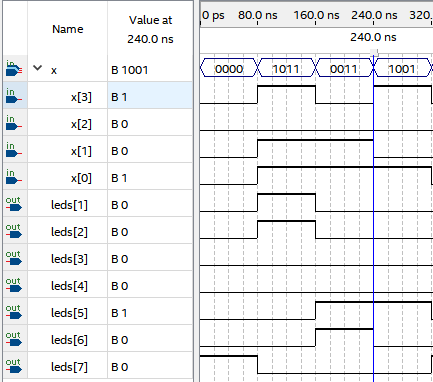 Name Value at 240.0 ns 0 ps 80.0 ns 160.0 ns 240.0 ns 320.
240.0 ns
in x B 1001 0000 1011 0011 1001
in x[3] B 1
in x[2] B 0
in x[1] B 0
in x[0] B 1
out leds[1] B 0
out leds[2] B 0
out leds[3] B 0
out leds[4] B 0
out leds[5] B 1
out leds[6] B 0
out leds[7] B 0